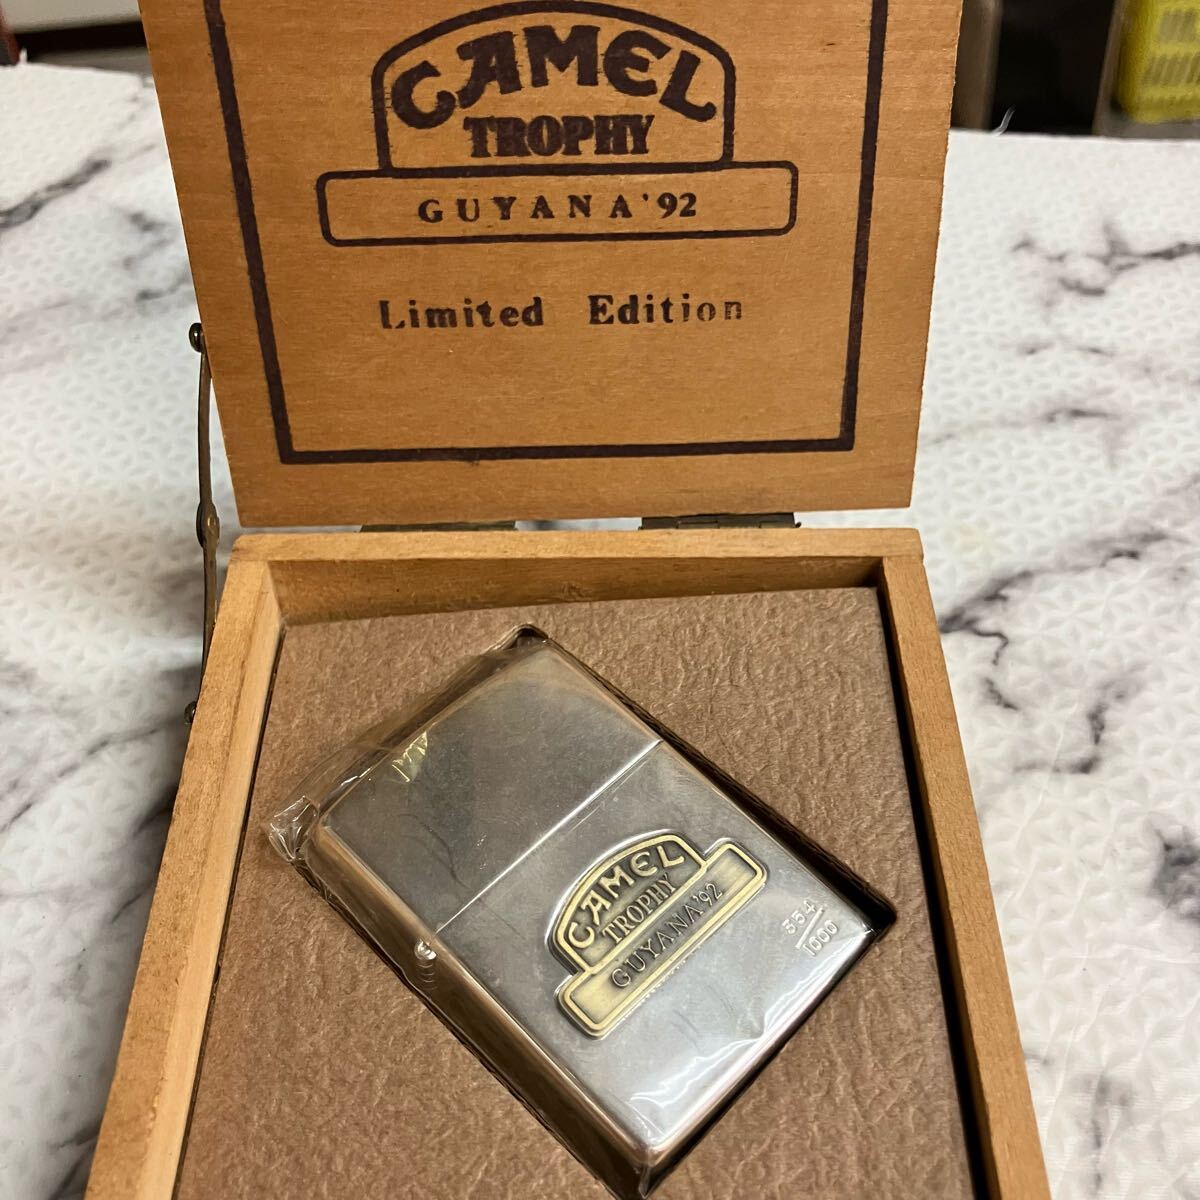 CAMEL
TROPHY
GUYANA'92
Limited Edition
CAMEL
TROPHY
GUYANA'92
554/1000